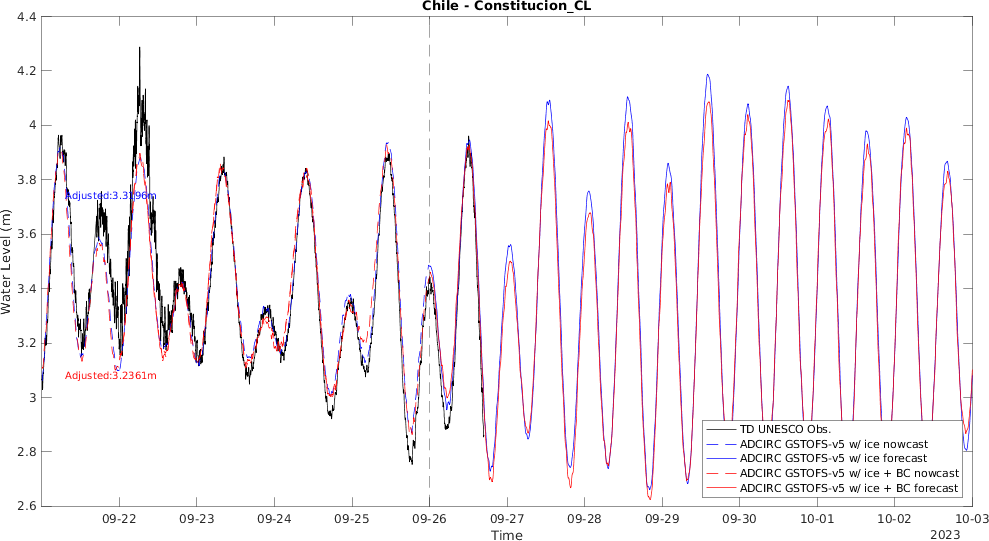 Chile - Constitucion_CL
4.4
4.2
4
3.8
3.6
3.4
3.2
3
2.8
2.6
Water Level (m)
Adjusted:3.3196m
Adjusted:3.2361m
TD UNESCO Obs.
ADCIRC GSTOFS-v5 w/ ice nowcast
ADCIRC GSTOFS-v5 w/ ice forecast
ADCIRC GSTOFS-v5 w/ ice + BC nowcast
ADCIRC GSTOFS-v5 w/ ice + BC forecast
09-22 09-23 09-24 09-25 09-26 09-27 09-28 09-29 09-30 10-01 10-02 10-03
Time
2023